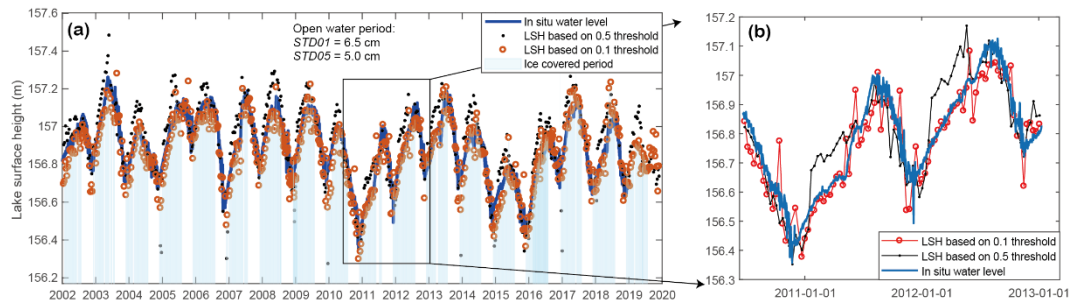 (a)
Open water period:
STD01 = 6.5 cm
STD05 = 5.0 cm
In situ water level
LSH based on 0.5 threshold
LSH based on 0.1 threshold
Ice covered period
Lake surface height (m)
157.6
157.4
157.2
157
156.8
156.6
156.4
156.2
2002 2003 2004 2005 2006 2007 2008 2009 2010 2011 2012 2013 2014 2015 2016 2017 2018 2019 2020
(b)
157.2
157.1
157
156.9
156.8
156.7
156.6
156.5
156.4
156.3
LSH based on 0.1 threshold
LSH based on 0.5 threshold
In situ water level
2011-01-01 2012-01-01 2013-01-01